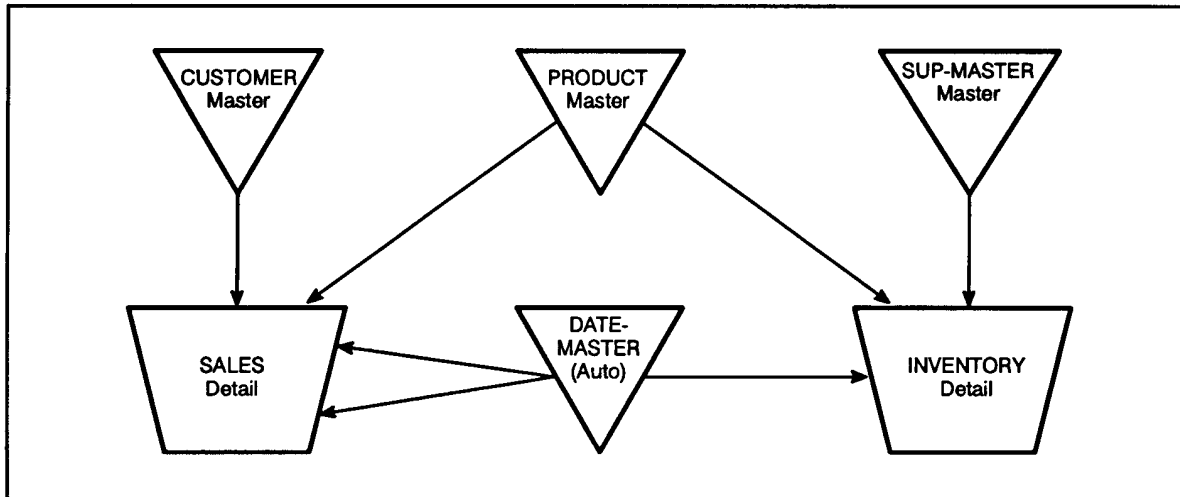 CUSTOMER
Master
PRODUCT
Master
SUP-MASTER
Master
SALES
Detail
DATE-
MASTER
(Auto)
INVENTORY
Detail